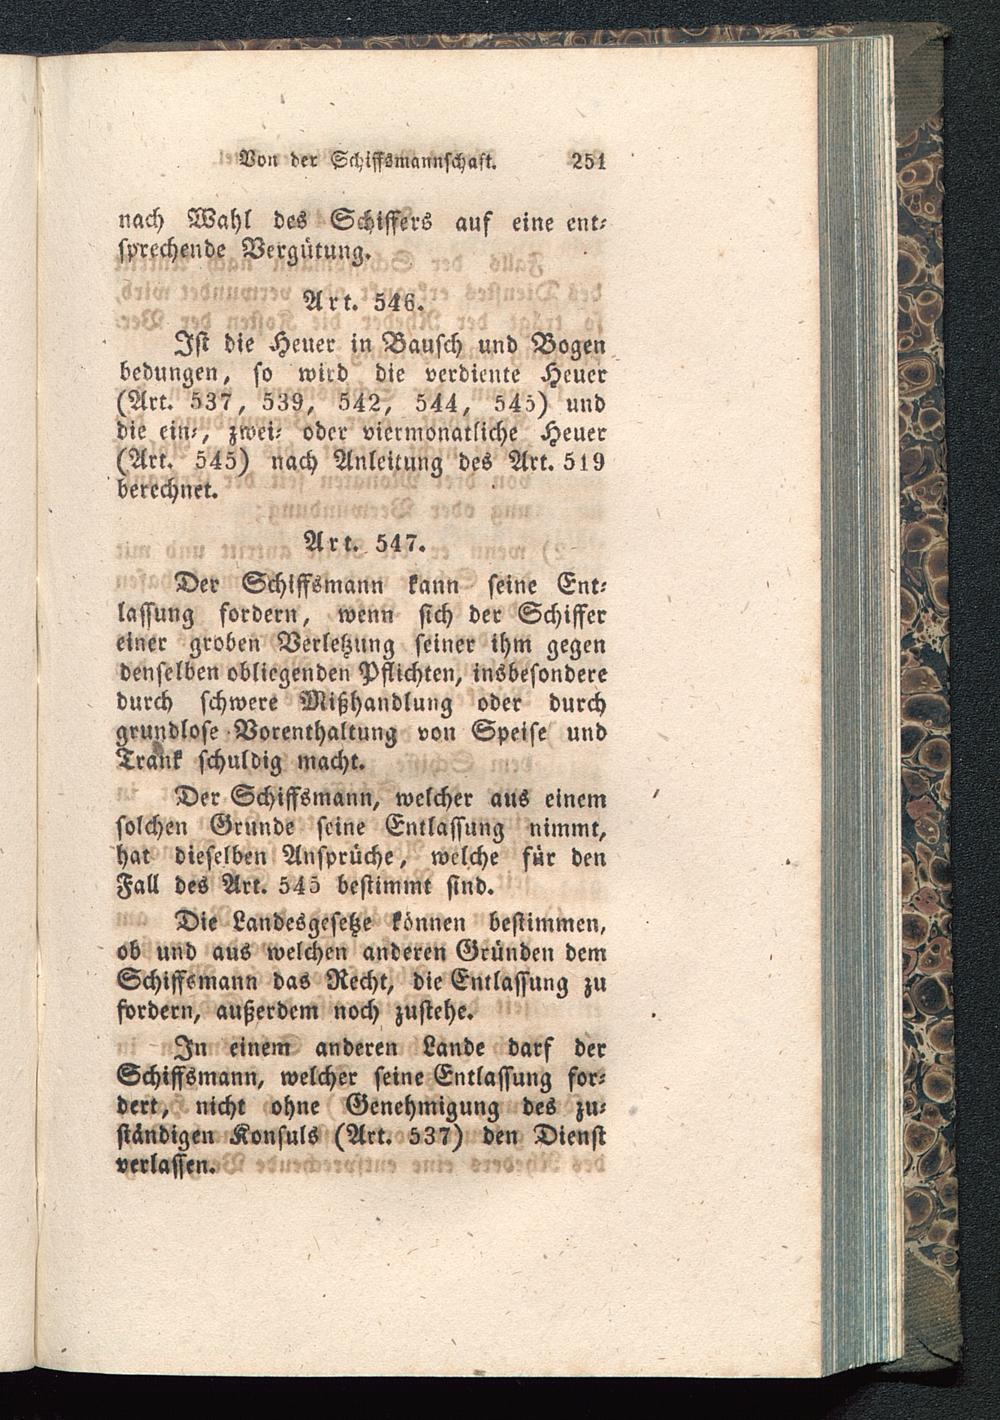 Von der Schiffsmannschaft. 251
nach Wahl des Schiffers auf eine ent-
sprechende Vergütung.
Art. 546.
Ist die Heuer in Bausch und Bogen
bedungen, so wird die verdiente Heuer
(Art. 537, 539, 542, 544, 545) und
die ein-, zwei- oder viermonatliche Heuer
(Art. 545) nach Anleitung des Art. 519
berechnet.
Art. 547.
Der Schiffsmann kann seine Ent-
lassung fordern, wenn sich der Schiffer
einer groben Verletzung seiner ihm gegen
denselben obliegenden Pflichten, insbesondere
durch schwere Mißhandlung oder durch
grundlose Vorenthaltung von Speise und
Trank schuldig macht.
Der Schiffsmann, welcher aus einem
solchen Grunde seine Entlassung nimmt,
hat dieselben Ansprüche, welche für den
Fall des Art. 545 bestimmt sind.
Die Landesgesetze können bestimmen,
ob und aus welchen anderen Gründen dem
Schiffsmann das Recht, die Entlassung zu
fordern, außerdem noch zustehe.
In einem anderen Lande darf der
Schiffsmann, welcher seine Entlassung for-
dert, nicht ohne Genehmigung des zu-
ständigen Konsuls (Art. 537) den Dienst
verlassen.